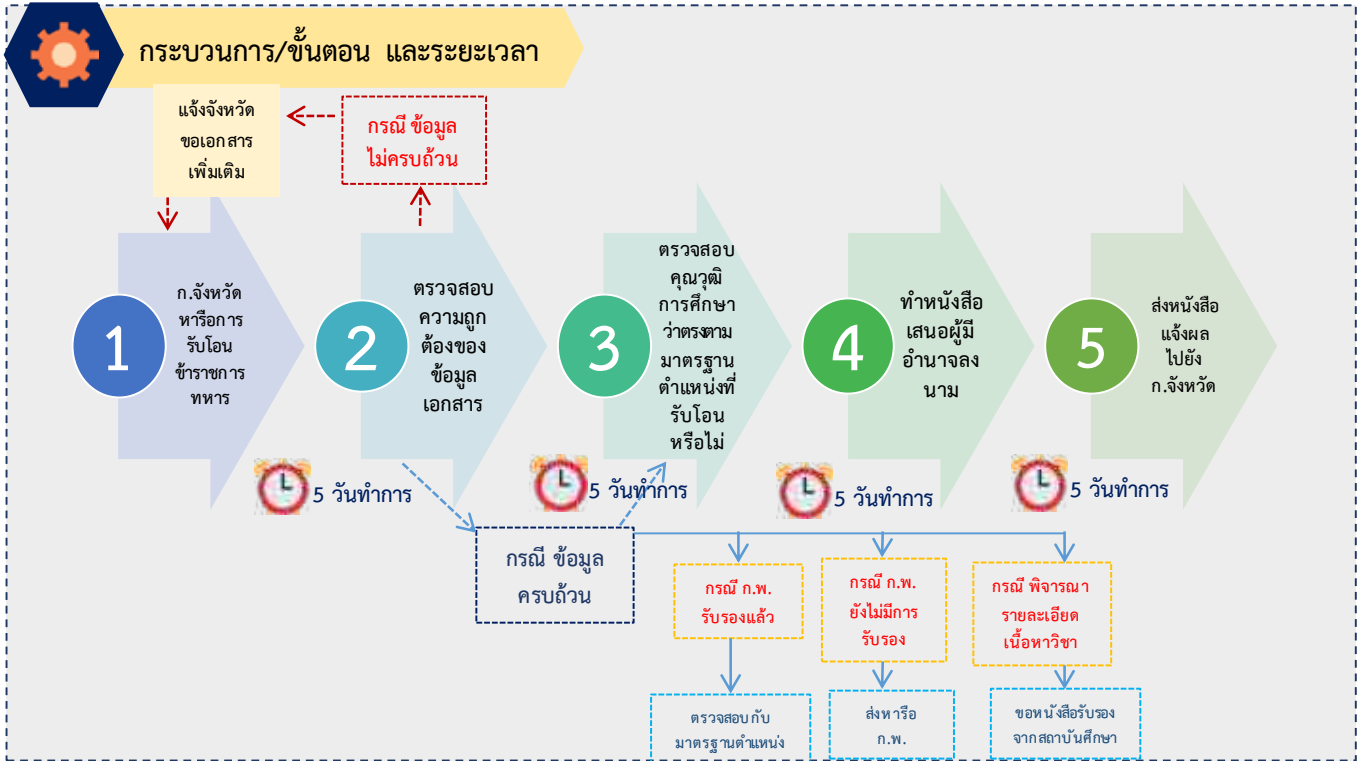 กระบวนการ/ขั้นตอน และระยะเวลา
แจ้งจังหวัด
ขอเอกสาร
เพิ่มเติม
กรณี ข้อมูล
ไม่ครบถ้วน
1
ก.จังหวัด
หารือการ
รับโอน
ข้าราชการ
ทหาร
2
ตรวจสอบ
ความถูก
ต้องของ
ข้อมูล
เอกสาร
3
ตรวจสอบ
คุณวุฒิ
การศึกษา
ว่าตรงตาม
มาตรฐาน
ตำแหน่งที่
รับโอน
หรือไม่
4
ทำหนังสือ
เสนอผู้มี
อำนาจลง
นาม
5
ส่งหนังสือ
แจ้งผล
ไปยัง
ก.จังหวัด
5 วันทำการ
5 วันทำการ
5 วันทำการ
5 วันทำการ
กรณี ข้อมูล
ครบถ้วน
กรณี ก.พ.
รับรองแล้ว
กรณี ก.พ.
ยังไม่มีการ
รับรอง
กรณี พิจารณา
รายละเอียด
เนื้อหาวิชา
ตรวจสอบกับ
มาตรฐานตำแหน่ง
ส่งหารือ
ก.พ.
ขอหนังสือรับรอง
จากสถาบันศึกษา